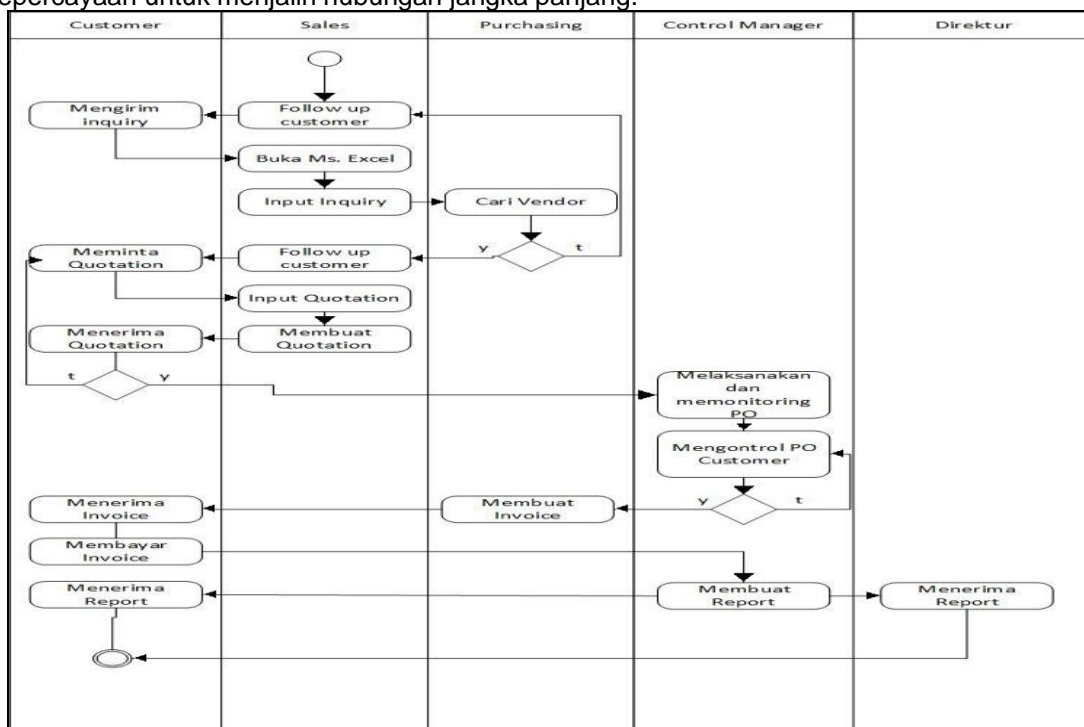 epercayaan untuk menjalin hubungan jangka panjang.
Customer
Sales
Purchasing
Control Manager
Direktur
Mengirim
inquiry
Follow up
customer
Buka Ms. Excel
Input Inquiry
Cari Vendor
y
t
Meminta
Quotation
Follow up
customer
Input Quotation
Menerima
Quotation
Membuat
Quotation
t
y
Melaksanakan
dan
memonitoring
PO
Mengontrol PO
Customer
y
t
Menerima
Invoice
Membuat
Invoice
Membayar
Invoice
Menerima
Report
Membuat
Report
Menerima
Report